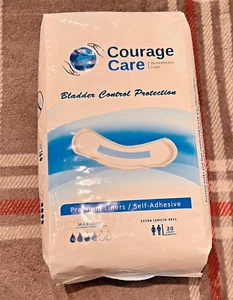 Courage
Care
Bladder Control Protection
Premium Liners / Self-Adhesive
EXTRA LENGTH
20